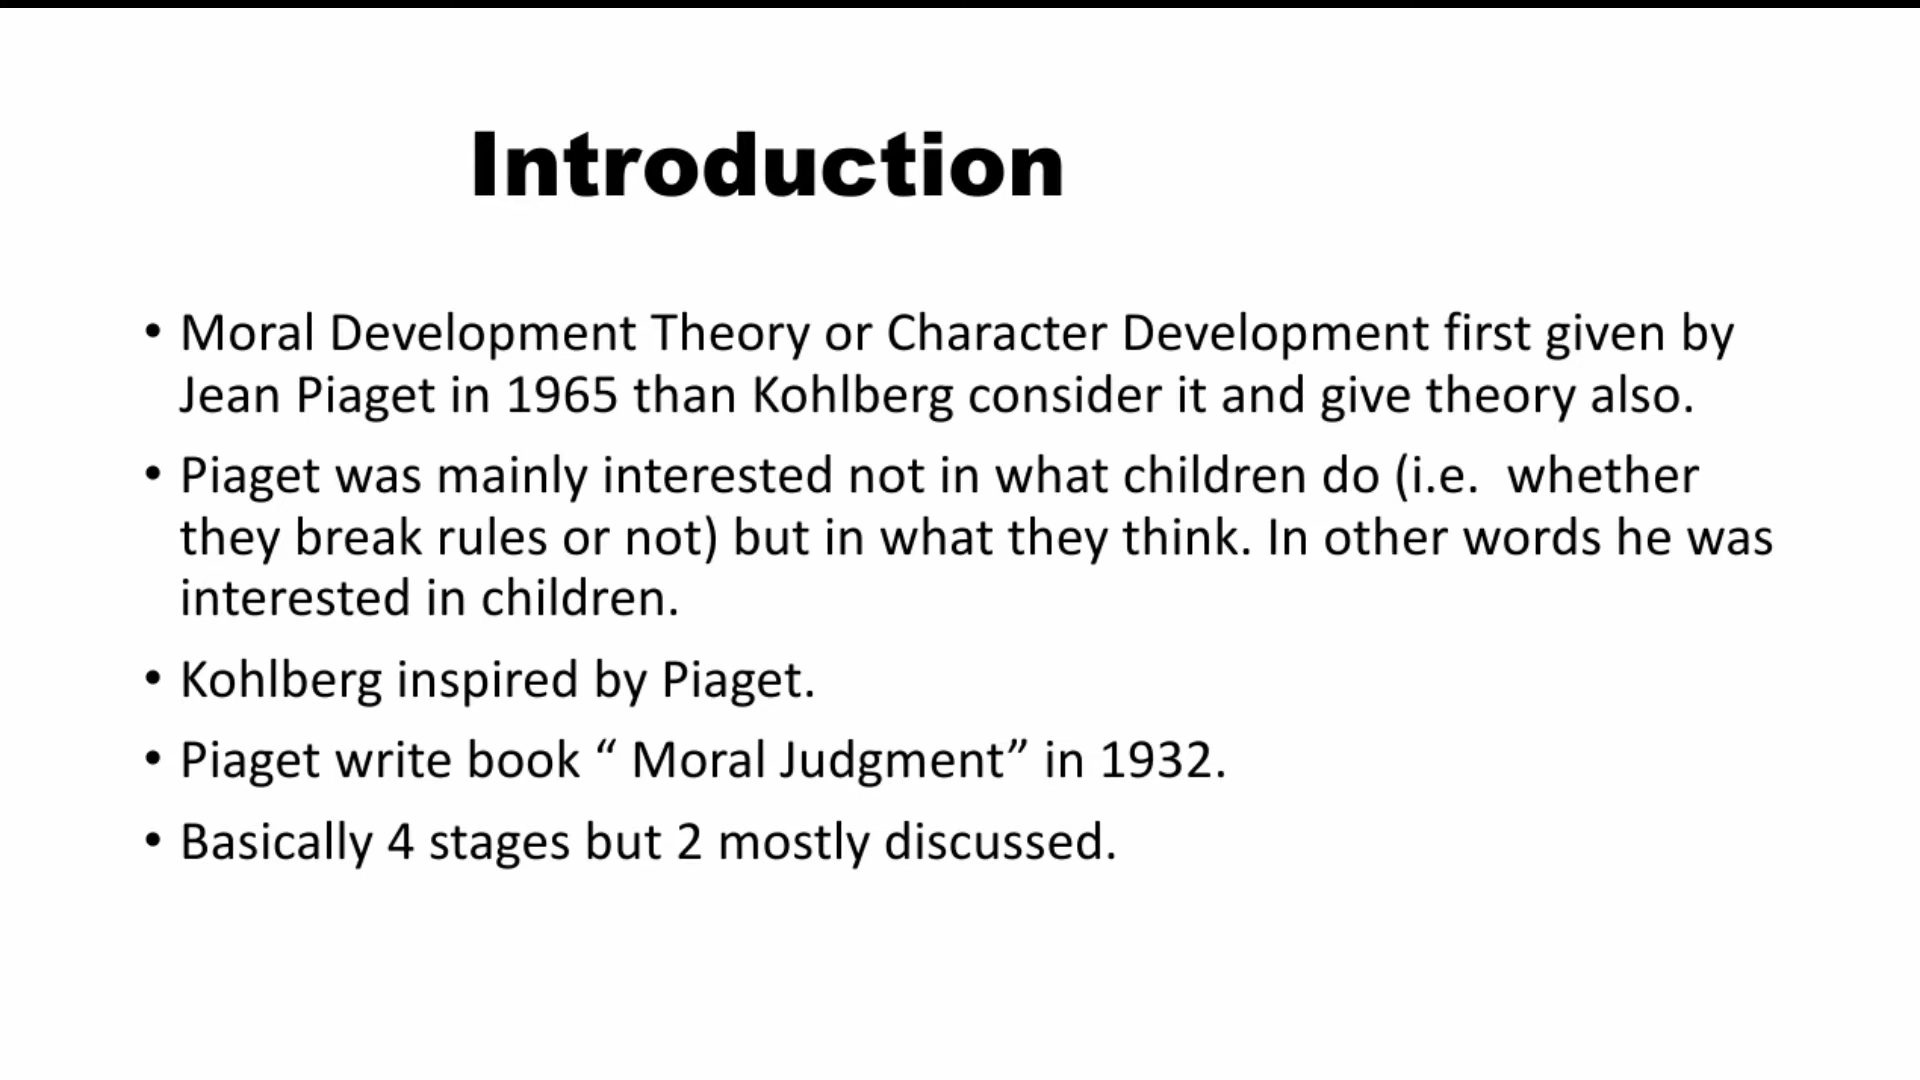 Introduction
• Moral Development Theory or Character Development first given by
Jean Piaget in 1965 than Kohlberg consider it and give theory also.
• Piaget was mainly interested not in what children do (i.e.  whether
they break rules or not) but in what they think. In other words he was
interested in children.
• Kohlberg inspired by Piaget.
• Piaget write book “ Moral Judgment” in 1932.
• Basically 4 stages but 2 mostly discussed.